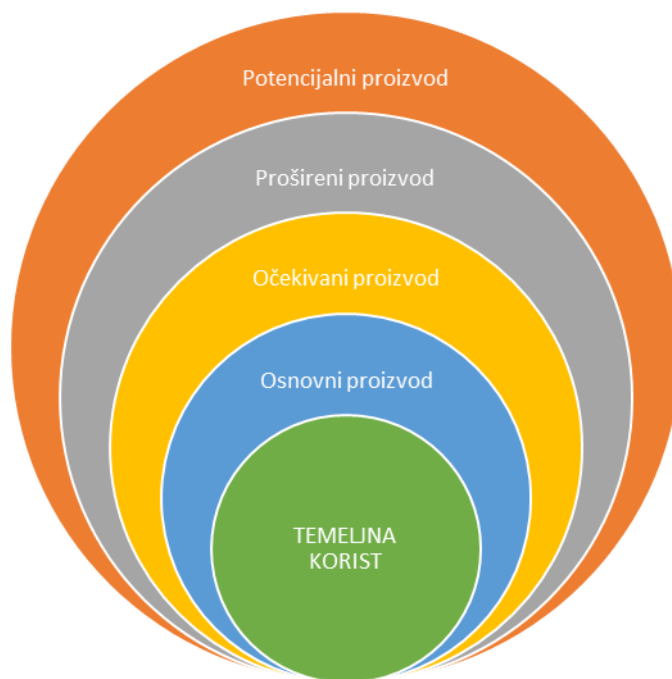 Potencijalni proizvod
Prošireni proizvod
Očekivani proizvod
Osnovni proizvod
TEMELJNA
KORIST